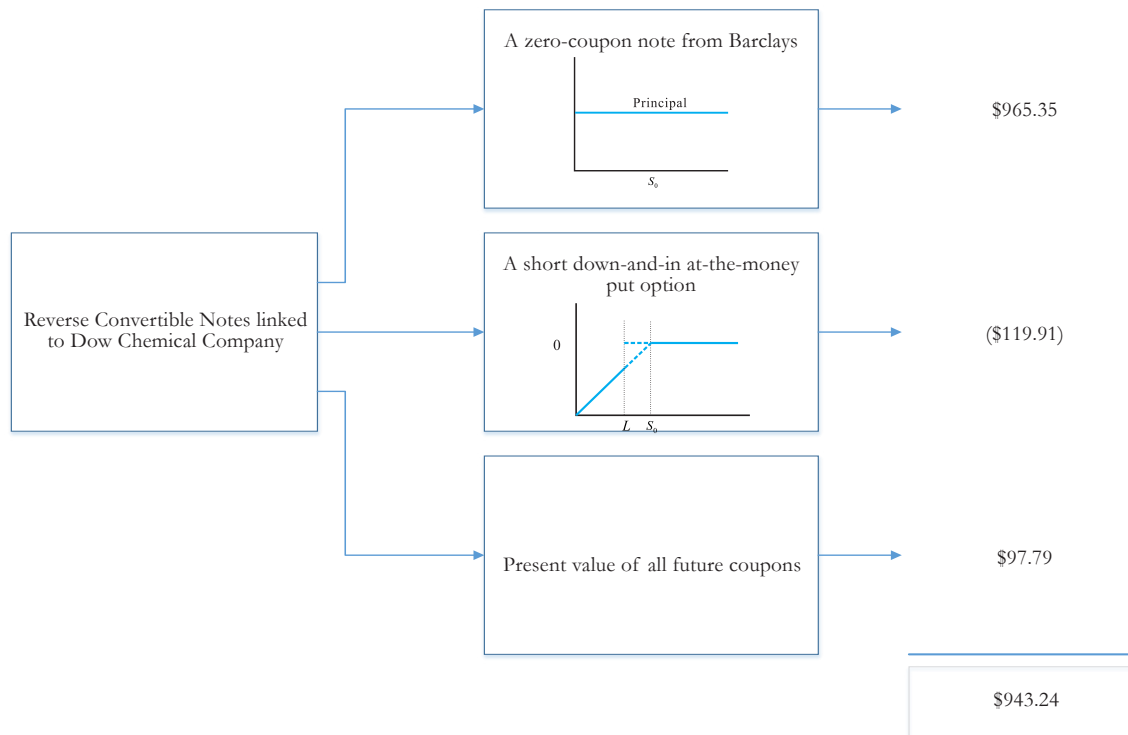 A zero-coupon note from Barclays
Principal
S₀
$965.35
Reverse Convertible Notes linked
to Dow Chemical Company
A short down-and-in at-the-money
put option
0
L S₀
($119.91)
Present value of all future coupons
$97.79
$943.24